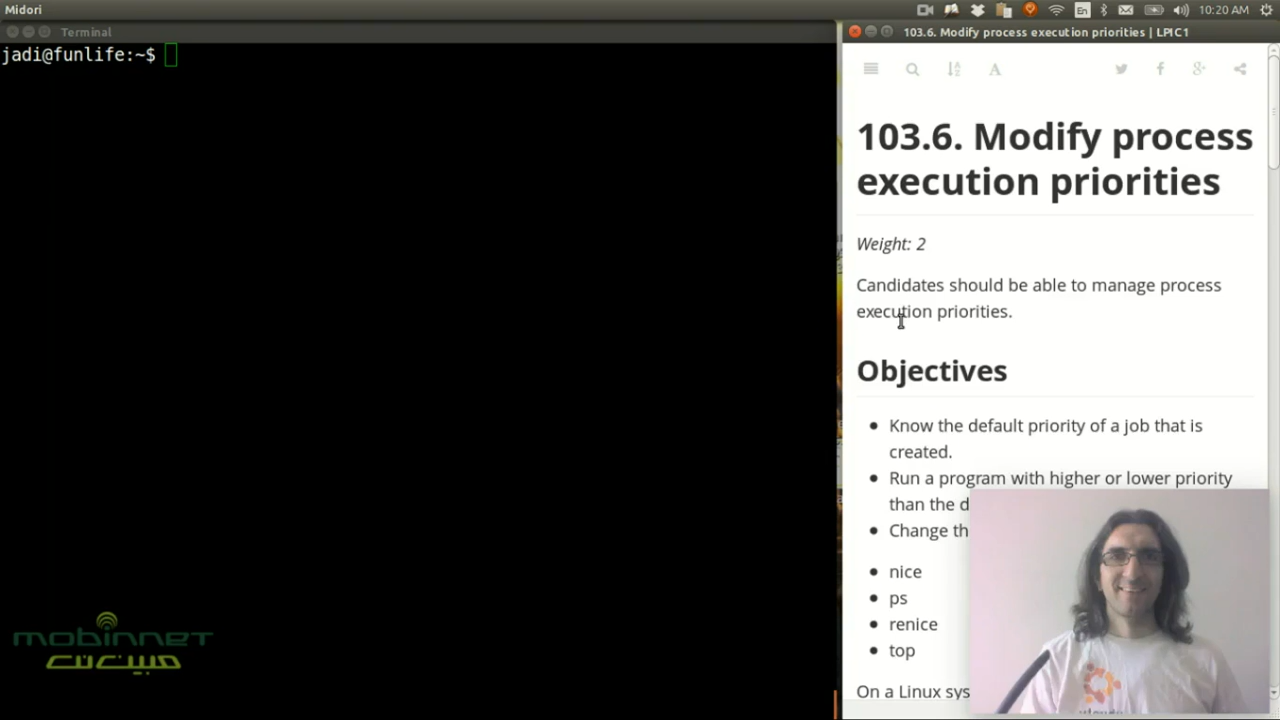 Midori
En
10:20 AM
Terminal
103.6. Modify process execution priorities | LPIC1
jadi@funlife:~$
A
103.6. Modify process
execution priorities
Weight: 2
Candidates should be able to manage process
execution priorities.
Objectives
Know the default priority of a job that is
created.
Run a program with higher or lower priority
than the d
Change th
nice
ps
renice
top
On a Linux sys
mobinnet
مبین‌نت